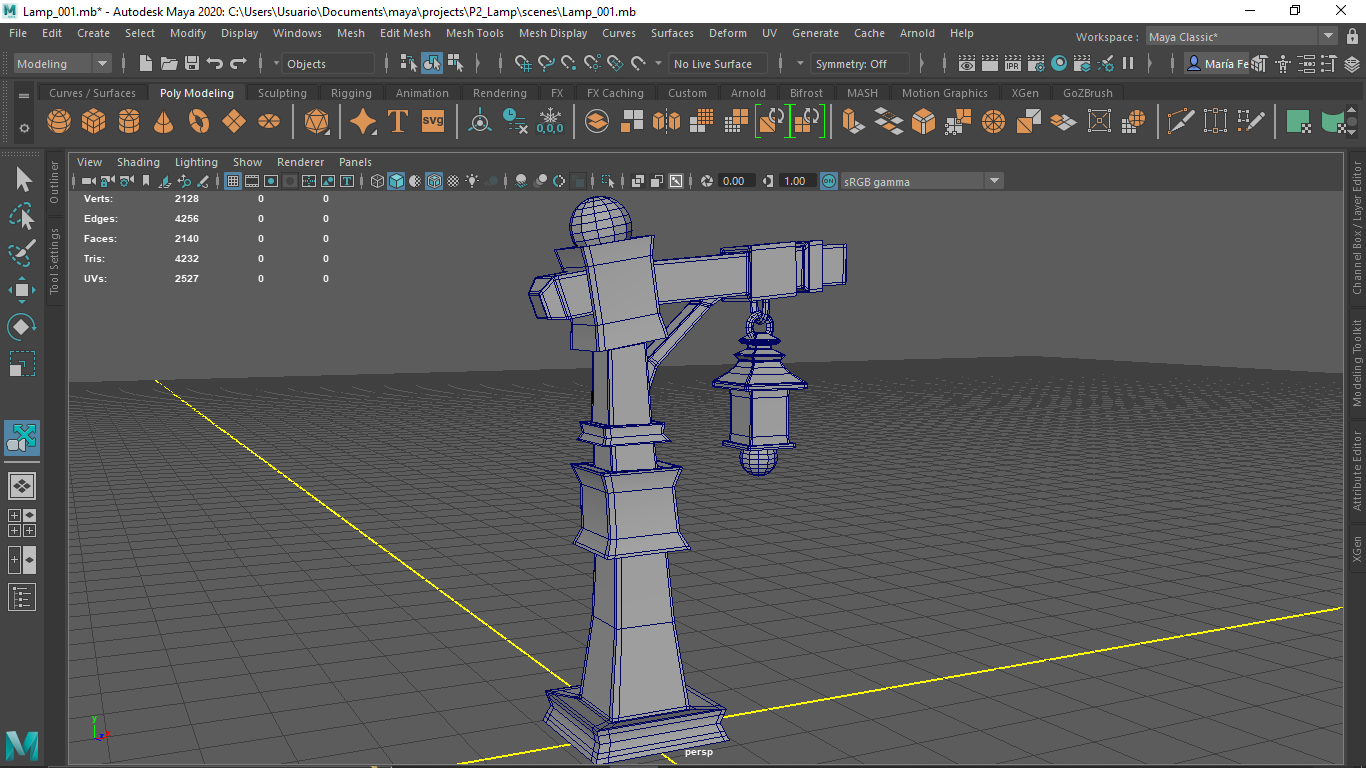 Lamp_001.mb* - Autodesk Maya 2020: C:\Users\Usuario\Documents\maya\projects\P2_Lamp\scenes\Lamp_001.mb
File Edit Create Select Modify Display Windows Mesh Edit Mesh Mesh Tools Mesh Display Curves Surfaces Deform UV Generate Cache Arnold Help
Workspace : Maya Classic*
Modeling Objects No Live Surface Symmetry: Off IPR María Fe
Curves / Surfaces Poly Modeling Sculpting Rigging Animation Rendering FX FX Caching Custom Arnold Bifrost MASH Motion Graphics XGen GoZBrush
T SVG 0,0,0
View Shading Lighting Show Renderer Panels
0.00 1.00 ON sRGB gamma
Verts: 2128 0 0
Edges: 4256 0 0
Faces: 2140 0 0
Tris: 4232 0 0
UVs: 2527 0 0
Outliner
Tool Settings
Channel Box / Layer Editor
Modeling Toolkit
Attribute Editor
XGen
y
persp
M